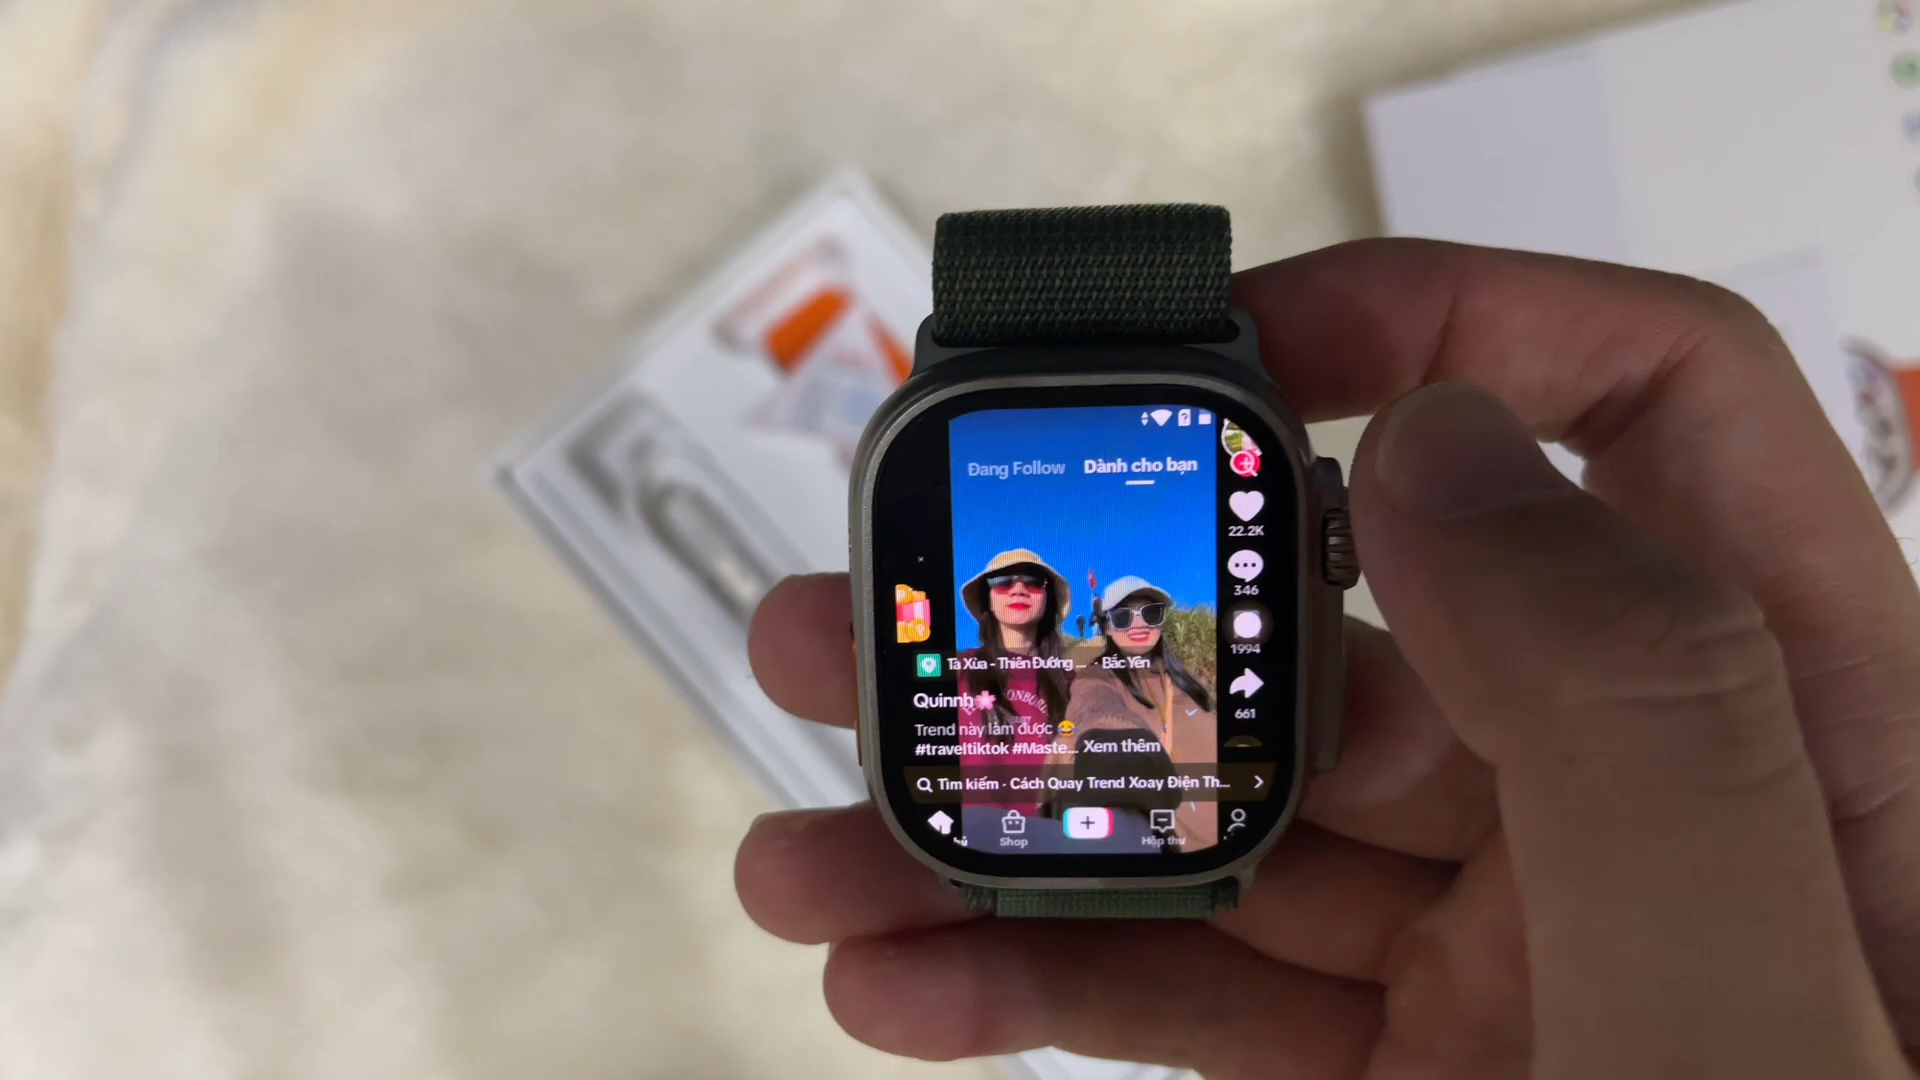 Đang Follow Dành cho bạn
22.2K
346
1994
661
Tà Xùa - Thiên Đường ... · Bắc Yên
Quinnh
Trend này làm được 😂
#traveltiktok #Maste... Xem thêm
Tìm kiếm · Cách Quay Trend Xoay Điện Th...
Shop
Hộp thư